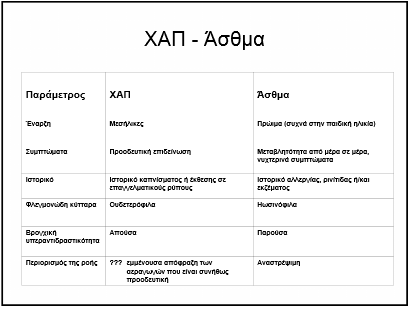 ΧΑΠ - Άσθμα
Παράμετρος ΧΑΠ Άσθμα
Έναρξη Μεσήλικες Πρώιμα (συχνά στην παιδική ηλικία)
Συμπτώματα Προοδευτική επιδείνωση Μεταβλητότητα από μέρα σε μέρα,
νυχτερινά συμπτώματα
Ιστορικό Ιστορικό καπνίσματος ή έκθεσης σε Ιστορικό αλλεργίας, ρινίτιδας ή/και
επαγγελματικούς ρύπους εκζέματος
Φλεγμονώδη κύτταρα Ουδετερόφιλα Ηωσινόφιλα
Βρογχική Απούσα Παρούσα
υπεραντιδραστικότητα
Περιορισμός της ροής ??? εμμένουσα απόφραξη των Αναστρέψιμη
αεραγωγών που είναι συνήθως
προοδευτική